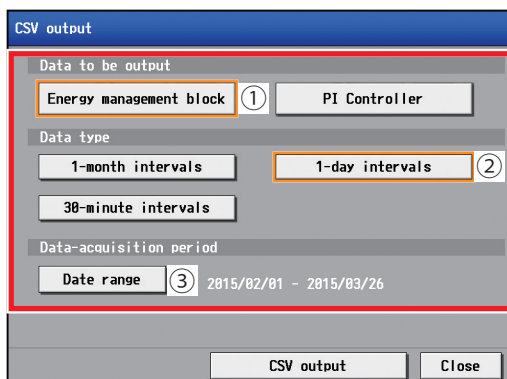 CSV output
Data to be output
Energy management block ① PI Controller
Data type
1-month intervals 1-day intervals ②
30-minute intervals
Data-acquisition period
Date range ③ 2015/02/01 - 2015/03/26
CSV output Close